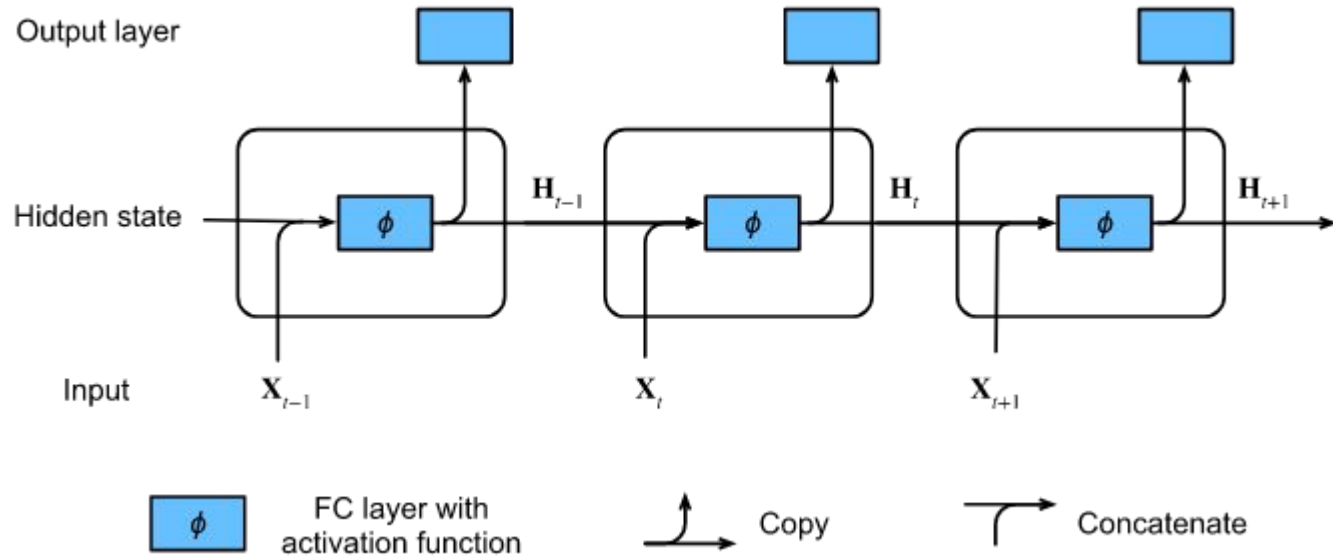 Output layer
Hidden state
ϕ
H_{t−1}
ϕ
H_t
ϕ
H_{t+1}
Input
X_{t−1}
X_t
X_{t+1}
ϕ
FC layer with
activation function
Copy
Concatenate